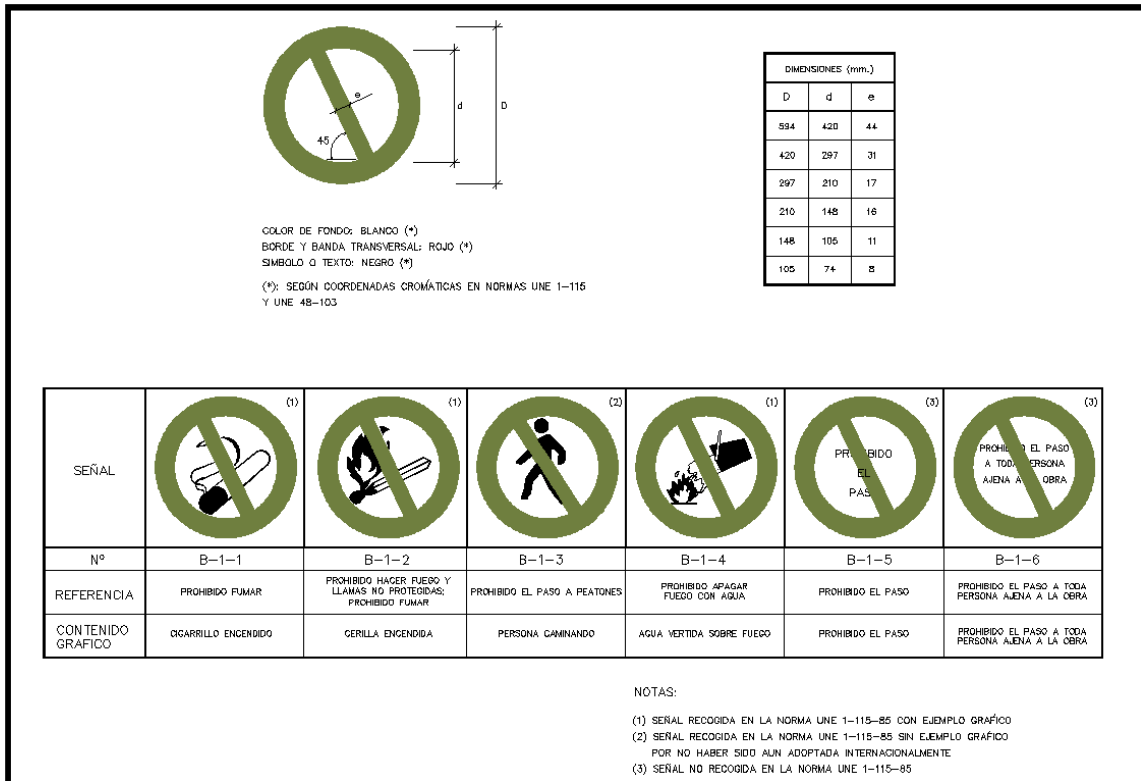 e
d
D
45
COLOR DE FONDO: BLANCO (*)
BORDE Y BANDA TRANSVERSAL: ROJO (*)
SIMBOLO O TEXTO: NEGRO (*)
(*): SEGÚN COORDENADAS CROMÁTICAS EN NORMAS UNE 1-115
Y UNE 48-103
DIMENSIONES (mm.)
D d e
594 420 44
420 297 31
297 210 17
210 148 16
148 105 11
105 74 8
SEÑAL
(1) (1) (2) (1) (3) (3)
PROHIBIDO
EL
PASO
PROHIBIDO EL PASO
A TODA PERSONA
AJENA A LA OBRA
Nº B-1-1 B-1-2 B-1-3 B-1-4 B-1-5 B-1-6
REFERENCIA
PROHIBIDO FUMAR
PROHIBIDO HACER FUEGO Y
LLAMAS NO PROTEGIDAS;
PROHIBIDO FUMAR
PROHIBIDO EL PASO A PEATONES
PROHIBIDO APAGAR
FUEGO CON AGUA
PROHIBIDO EL PASO
PROHIBIDO EL PASO A TODA
PERSONA AJENA A LA OBRA
CONTENIDO
GRAFICO
CIGARRILLO ENCENDIDO
CERILLA ENCENDIDA
PERSONA CAMINANDO
AGUA VERTIDA SOBRE FUEGO
PROHIBIDO EL PASO
PROHIBIDO EL PASO A TODA
PERSONA AJENA A LA OBRA
NOTAS:
(1) SEÑAL RECOGIDA EN LA NORMA UNE 1-115-85 CON EJEMPLO GRAFICO
(2) SEÑAL RECOGIDA EN LA NORMA UNE 1-115-85 SIN EJEMPLO GRAFICO
POR NO HABER SIDO AUN ADOPTADA INTERNACIONALMENTE
(3) SEÑAL NO RECOGIDA EN LA NORMA UNE 1-115-85